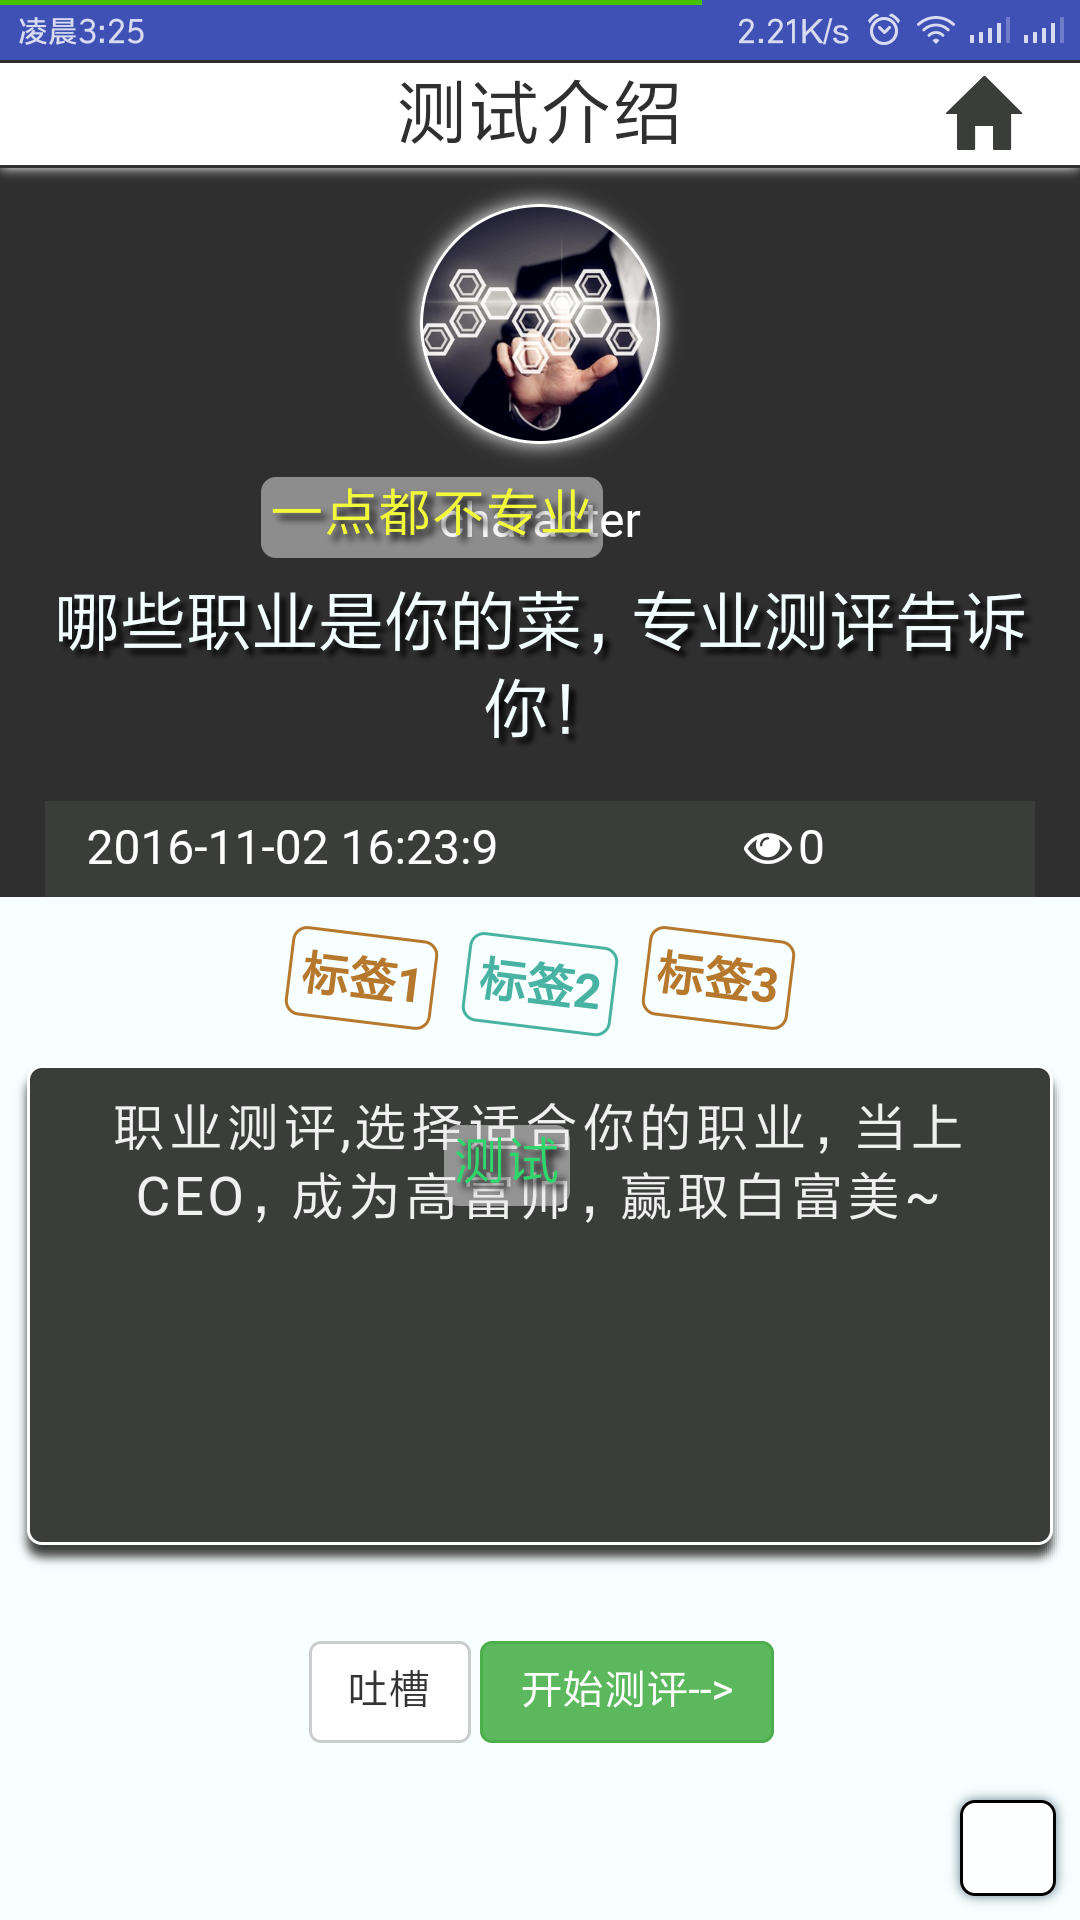 凌晨3:25
2.21K/s
测试介绍
一点都不专业
character
哪些职业是你的菜，专业测评告诉
你！
2016-11-02 16:23:9
0
标签1
标签2
标签3
职业测评,选择适合你的职业，当上
测试
CEO，成为高富帅，赢取白富美~
吐槽
开始测评-->